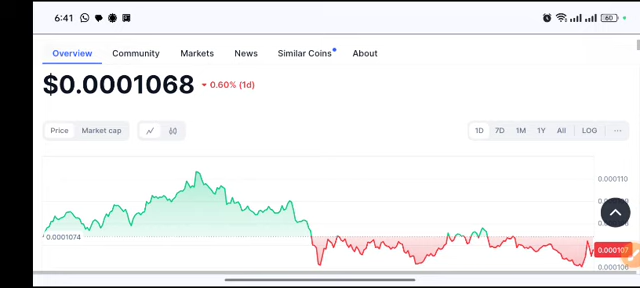 6:41
60
Overview Community Markets News Similar Coins About
$0.0001068 0.60% (1d)
Price Market cap 1D 7D 1M 1Y All LOG ...
0.000110
0.0001074
0.000107
0.000106